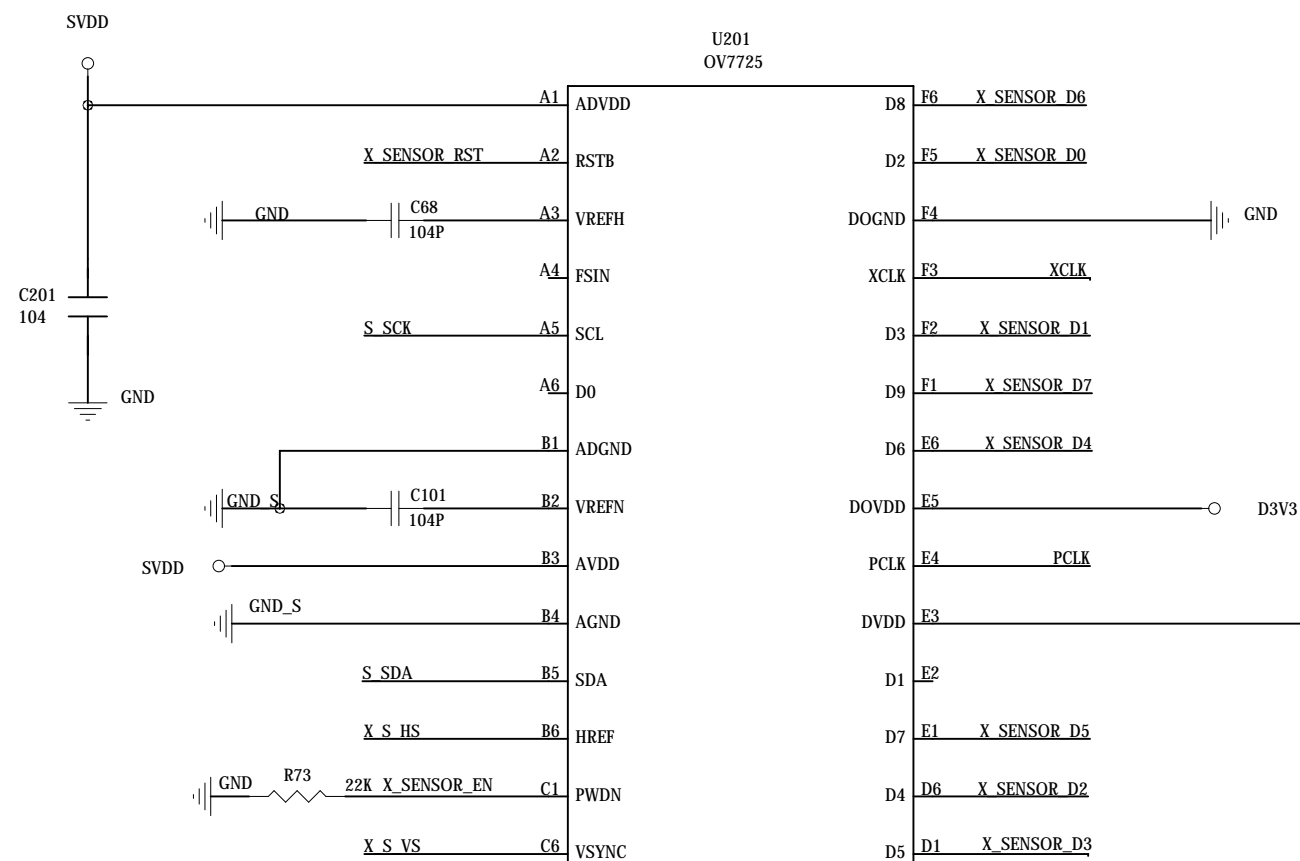 SVDD
U201
OV7725
A1 ADVDD D8 F6 X_SENSOR_D6
X_SENSOR_RST A2 RSTB D2 F5 X_SENSOR_D0
GND C68 A3 VREFH DOGND F4 GND
104P
A4 FSIN XCLK F3 XCLK
C201
104
S_SCK A5 SCL D3 F2 X_SENSOR_D1
A6 D0 D9 F1 X_SENSOR_D7
GND
B1 ADGND D6 E6 X_SENSOR_D4
GND_S C101 B2 VREFN DOVDD E5 D3V3
104P
SVDD B3 AVDD PCLK E4 PCLK
GND_S B4 AGND DVDD E3
S_SDA B5 SDA D1 E2
X_S_HS B6 HREF D7 E1 X_SENSOR_D5
GND R73 22K X_SENSOR_EN C1 PWDN D4 D6 X_SENSOR_D2
X_S_VS C6 VSYNC D5 D1 X_SENSOR_D3